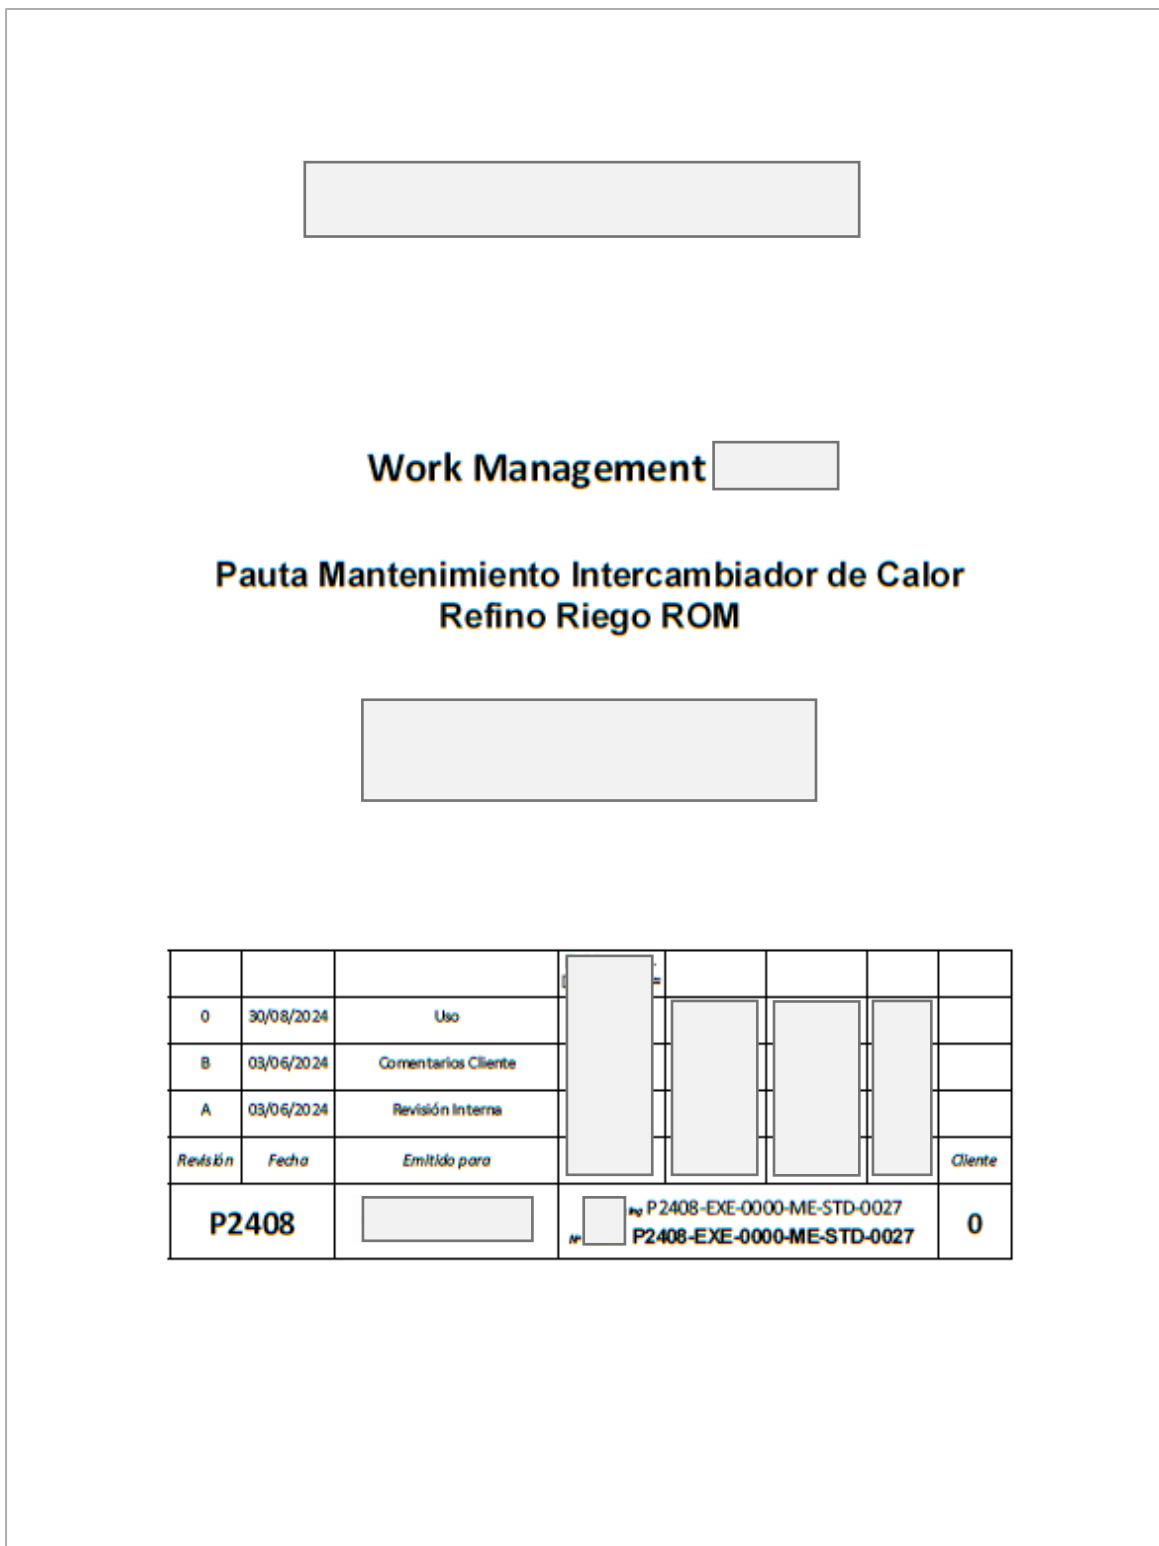 Work Management
Pauta Mantenimiento Intercambiador de Calor
Refino Riego ROM
0 30/08/2024 Uso
B 03/06/2024 Comentarios Cliente
A 03/06/2024 Revisión Interna
Revisión Fecha Emitido para Cliente
P2408 Ing P2408-EXE-0000-ME-STD-0027 0
Nº P2408-EXE-0000-ME-STD-0027